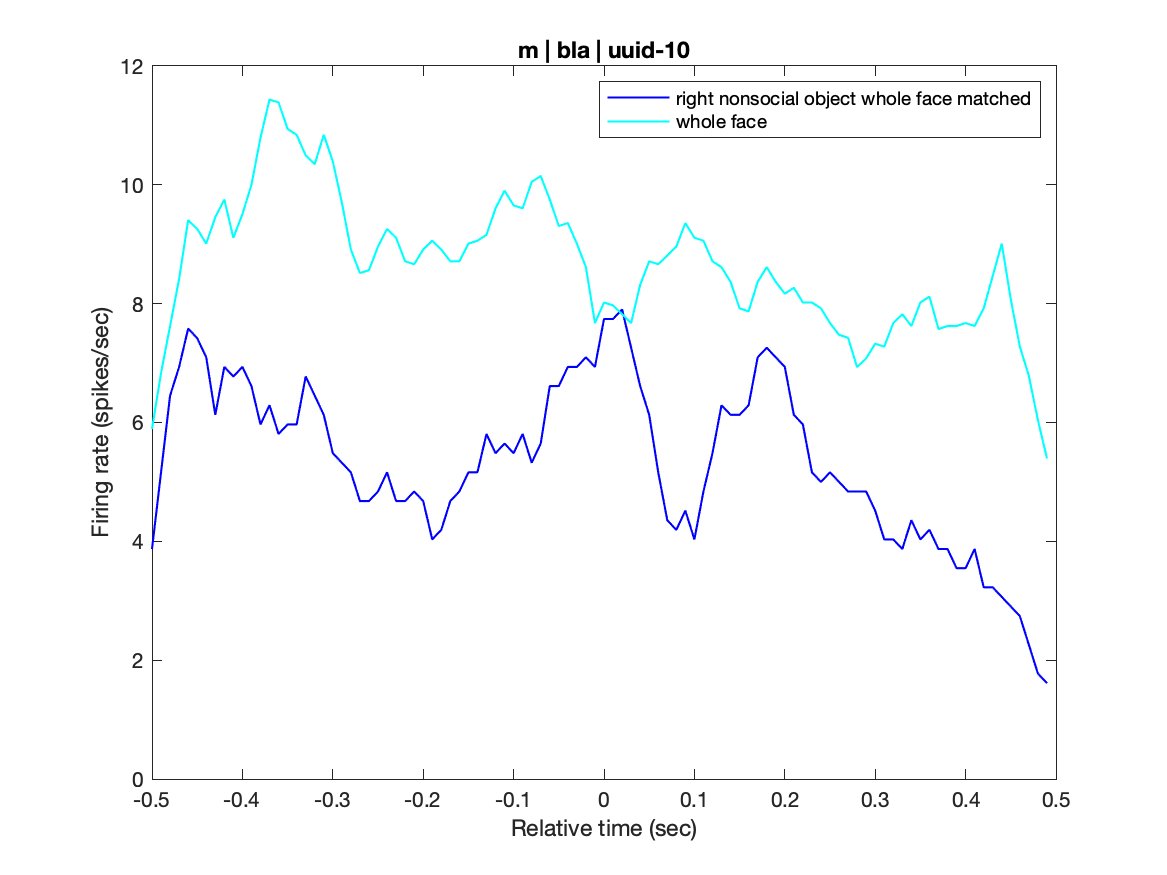 m | bla | uuid-10
right nonsocial object whole face matched
whole face
12
10
8
6
4
2
0
Firing rate (spikes/sec)
-0.5 -0.4 -0.3 -0.2 -0.1 0 0.1 0.2 0.3 0.4 0.5
Relative time (sec)